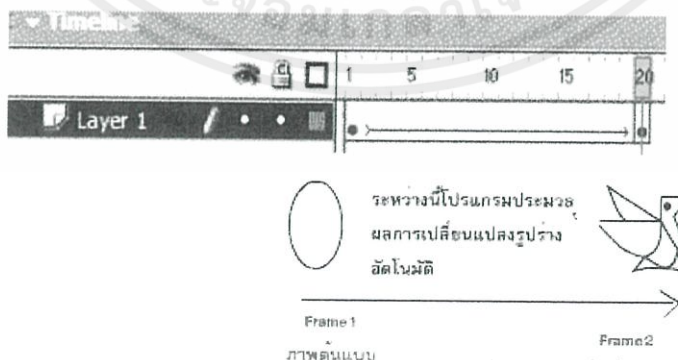 Timeline
1 5 10 15 20
Layer 1
ระหว่างนี้โปรแกรมประมวล
ผลการเปลี่ยนแปลงรูปร่าง
อัตโนมัติ
Frame1
Frame2
ภาพต้นแบบ